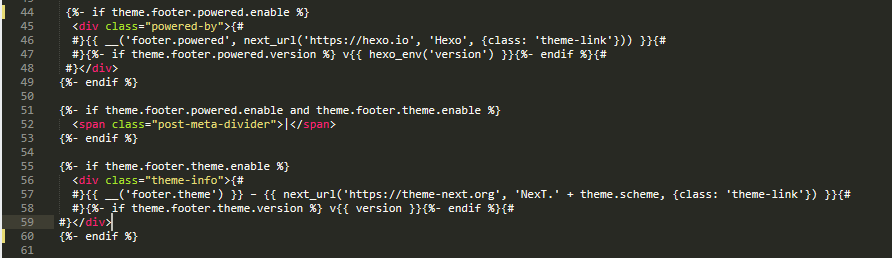 44 {%- if theme.footer.powered.enable %}
45 <div class="powered-by">{#
46 #}{{ __('footer.powered', next_url('https://hexo.io', 'Hexo', {class: 'theme-link'})) }}{#
47 #}{%- if theme.footer.powered.version %} v{{ hexo_env('version') }}{%- endif %}{#
48 #}</div>
49 {%- endif %}
50
51 {%- if theme.footer.powered.enable and theme.footer.theme.enable %}
52 <span class="post-meta-divider">|</span>
53 {%- endif %}
54
55 {%- if theme.footer.theme.enable %}
56 <div class="theme-info">{#
57 #}{{ __('footer.theme') }} – {{ next_url('https://theme-next.org', 'NexT.' + theme.scheme, {class: 'theme-link'}) }}{#
58 #}{%- if theme.footer.theme.version %} v{{ version }}{%- endif %}{#
59 #}</div>
60 {%- endif %}
61